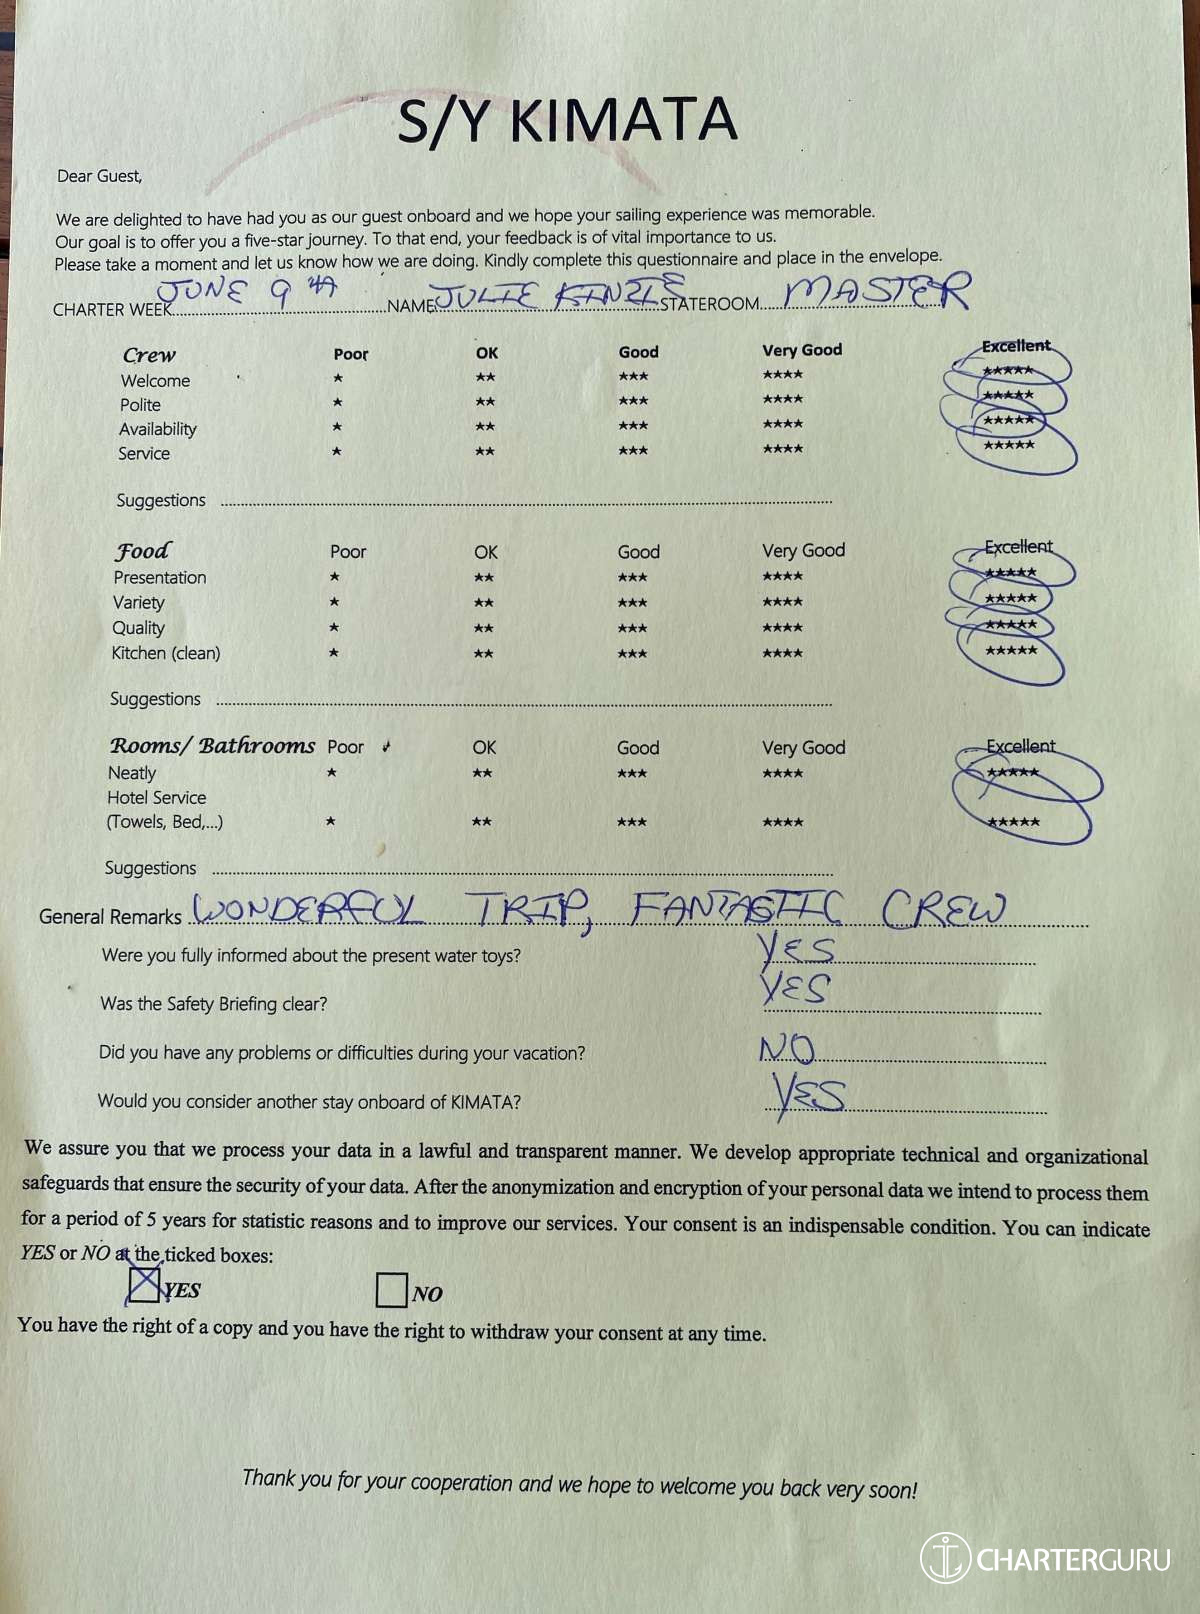 S/Y KIMATA
Dear Guest,
We are delighted to have had you as our guest onboard and we hope your sailing experience was memorable.
Our goal is to offer you a five-star journey. To that end, your feedback is of vital importance to us.
Please take a moment and let us know how we are doing. Kindly complete this questionnaire and place in the envelope.
CHARTER WEEK JUNE 9 th NAME JULIE KINZIE STATEROOM MASTER
Crew Poor OK Good Very Good Excellent
Welcome ★ ★★ ★★★ ★★★★ ★★★★★
Polite ★ ★★ ★★★ ★★★★ ★★★★★
Availability ★ ★★ ★★★ ★★★★ ★★★★★
Service ★ ★★ ★★★ ★★★★ ★★★★★
Suggestions
Food Poor OK Good Very Good Excellent
Presentation ★ ★★ ★★★ ★★★★ ★★★★★
Variety ★ ★★ ★★★ ★★★★ ★★★★★
Quality ★ ★★ ★★★ ★★★★ ★★★★★
Kitchen (clean) ★ ★★ ★★★ ★★★★ ★★★★★
Suggestions
Rooms/ Bathrooms Poor OK Good Very Good Excellent
Neatly ★ ★★ ★★★ ★★★★ ★★★★★
Hotel Service
(Towels, Bed,...) ★ ★★ ★★★ ★★★★ ★★★★★
Suggestions
General Remarks WONDERFUL TRIP, FANTASTIC CREW
Were you fully informed about the present water toys? YES
Was the Safety Briefing clear? YES
Did you have any problems or difficulties during your vacation? NO
Would you consider another stay onboard of KIMATA? YES
We assure you that we process your data in a lawful and transparent manner. We develop appropriate technical and organizational
safeguards that ensure the security of your data. After the anonymization and encryption of your personal data we intend to process them
for a period of 5 years for statistic reasons and to improve our services. Your consent is an indispensable condition. You can indicate
YES or NO at the ticked boxes:
YES NO
You have the right of a copy and you have the right to withdraw your consent at any time.
Thank you for your cooperation and we hope to welcome you back very soon!
CHARTERGURU